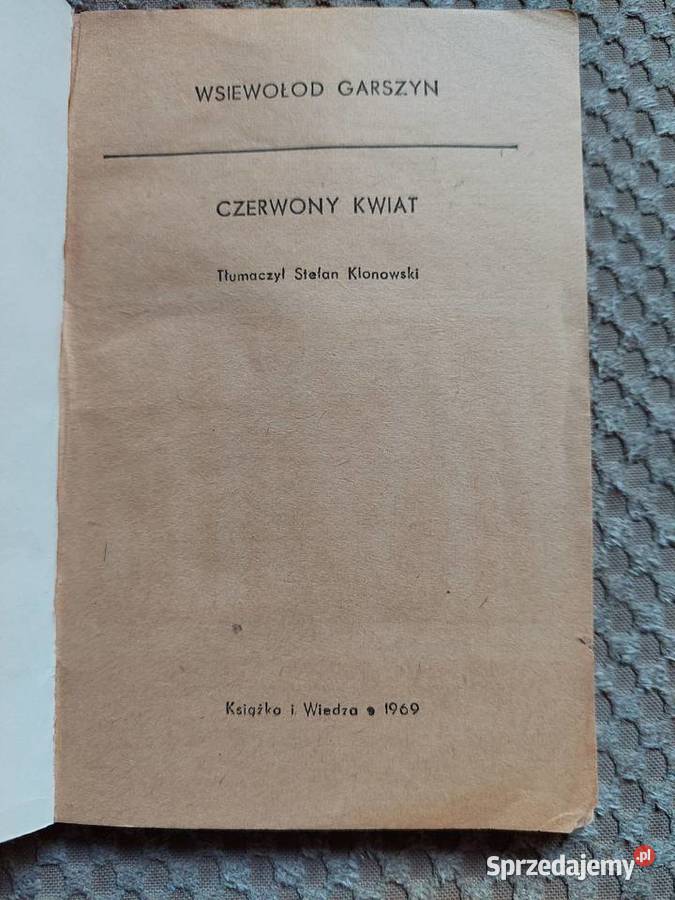 WSIEWOŁOD GARSZYN
CZERWONY KWIAT
Tłumaczył Stefan Klonowski
Książka i Wiedza • 1969
Sprzedajemy.pl